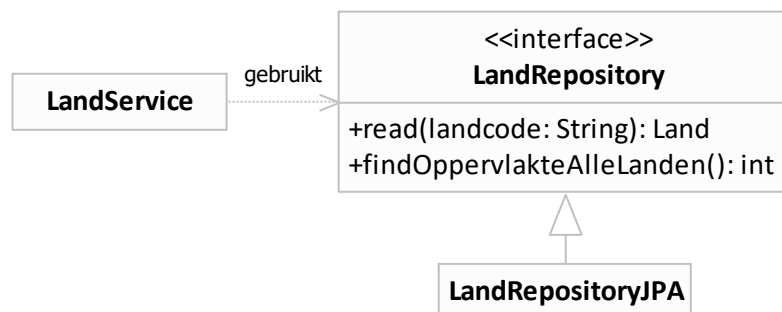 <<interface>>
LandRepository
gebruikt
LandService
+read(landcode: String): Land
+findOppervlakteAlleLanden(): int
LandRepositoryJPA